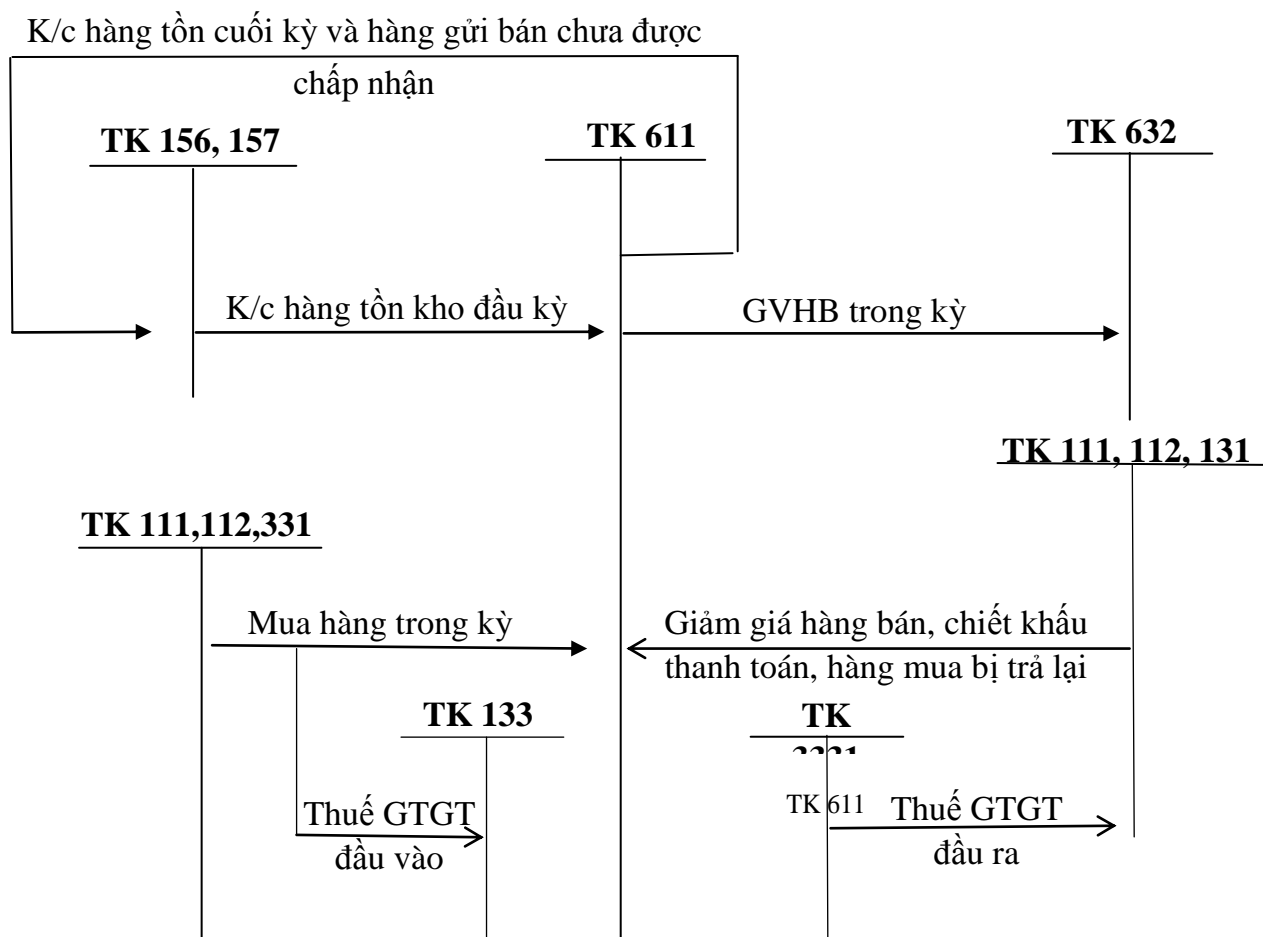 K/c hàng tồn cuối kỳ và hàng gửi bán chưa được
chấp nhận
TK 156, 157
TK 611
TK 632
K/c hàng tồn kho đầu kỳ
GVHB trong kỳ
TK 111, 112, 131
TK 111,112,331
Mua hàng trong kỳ
Giảm giá hàng bán, chiết khấu
thanh toán, hàng mua bị trả lại
TK 133
TK
TK 611
Thuế GTGT
đầu vào
Thuế GTGT
đầu ra